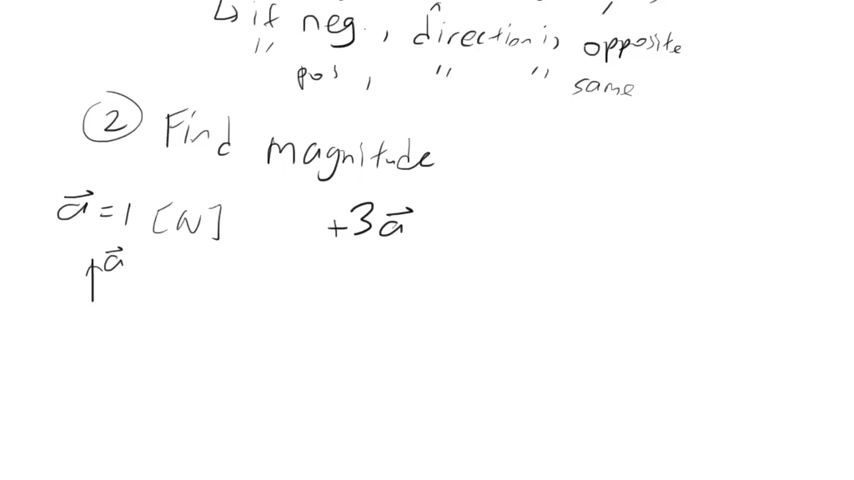 ↳ if neg., direction is opposite
" pos, " " same
② Find magnitude
a⃗ = 1 [N] +3a⃗
a⃗